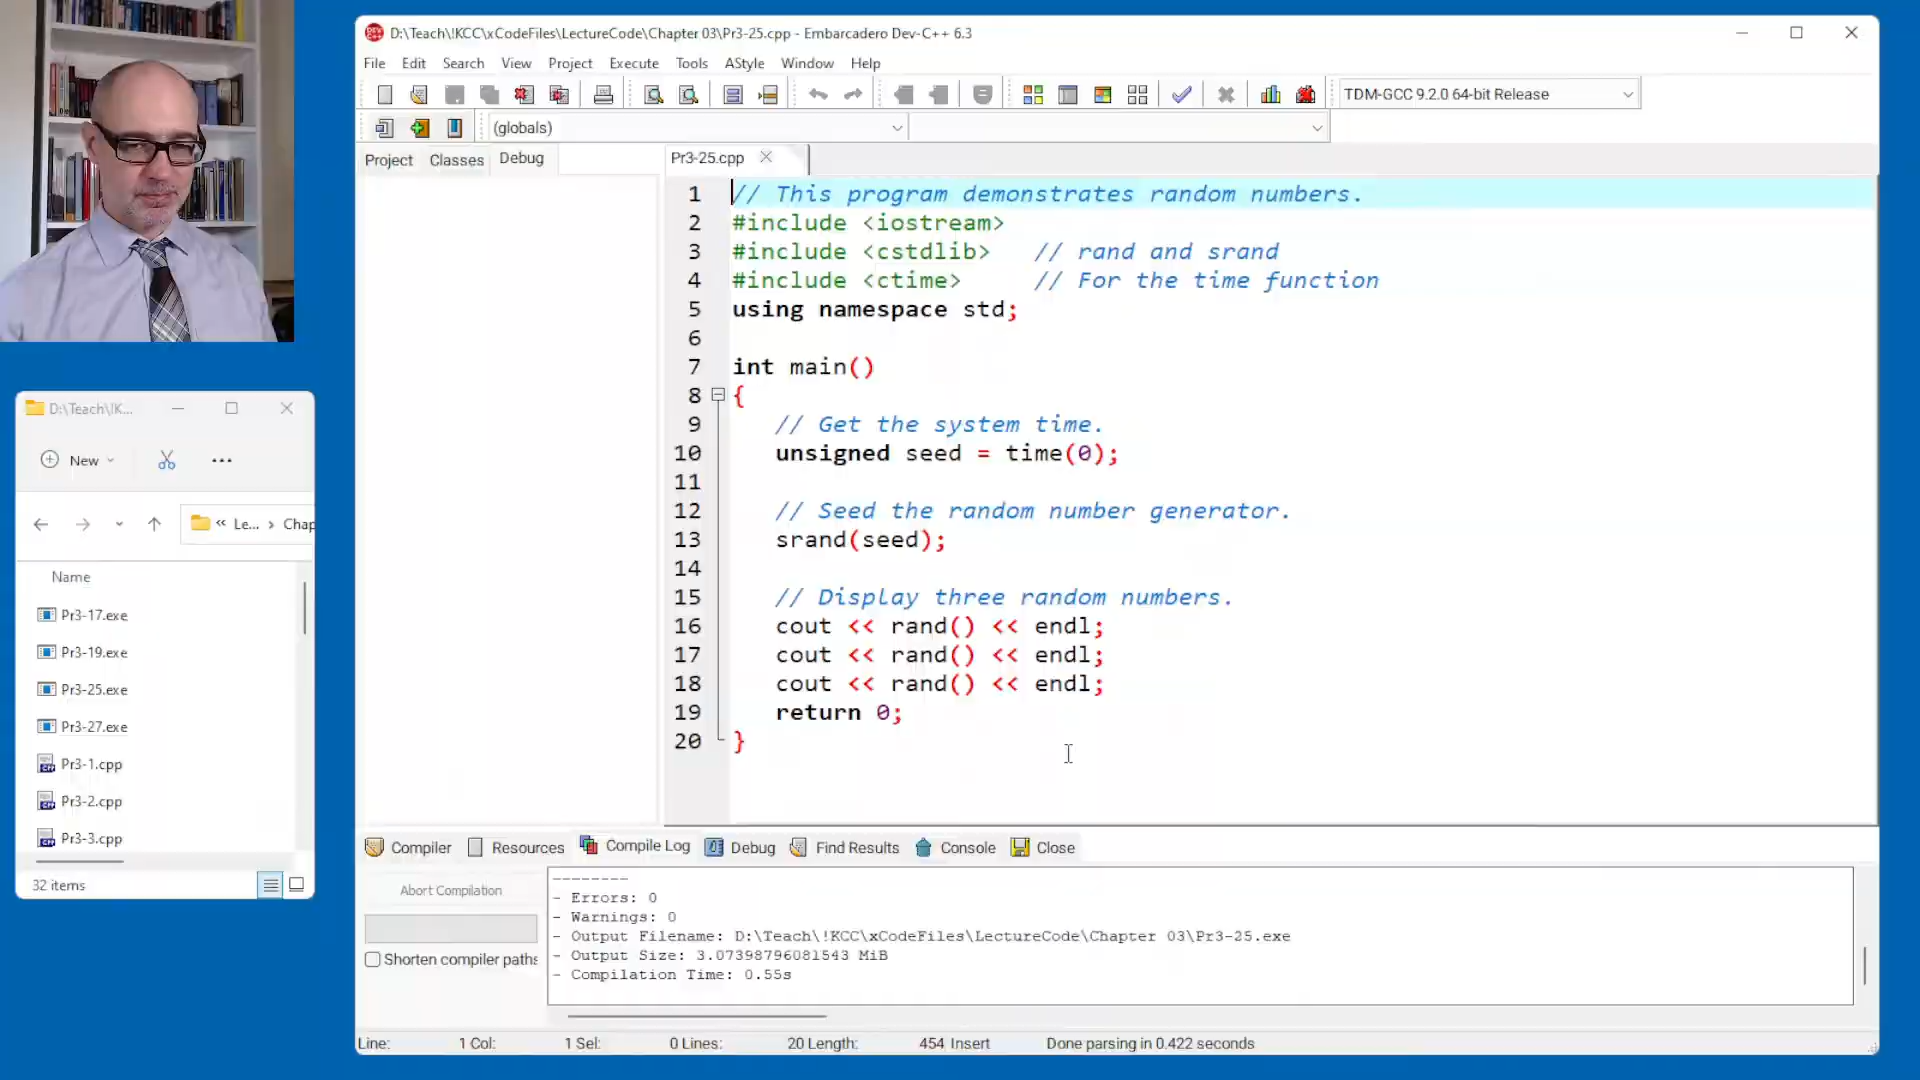 D:\Teach\!KCC\xCodeFiles\LectureCode\Chapter 03\Pr3-25.cpp - Embarcadero Dev-C++ 6.3
File Edit Search View Project Execute Tools AStyle Window Help
TDM-GCC 9.2.0 64-bit Release
(globals)
Project Classes Debug
Pr3-25.cpp
1 // This program demonstrates random numbers.
2 #include <iostream>
3 #include <cstdlib> // rand and srand
4 #include <ctime> // For the time function
5 using namespace std;
6
7 int main()
8 {
9 // Get the system time.
10 unsigned seed = time(0);
11
12 // Seed the random number generator.
13 srand(seed);
14
15 // Display three random numbers.
16 cout << rand() << endl;
17 cout << rand() << endl;
18 cout << rand() << endl;
19 return 0;
20 }
D:\Teach\!K...
New
« Le... > Chap
Name
Pr3-17.exe
Pr3-19.exe
Pr3-25.exe
Pr3-27.exe
Pr3-1.cpp
Pr3-2.cpp
Pr3-3.cpp
32 items
Compiler Resources Compile Log Debug Find Results Console Close
Abort Compilation
Shorten compiler paths
--------
- Errors: 0
- Warnings: 0
- Output Filename: D:\Teach\!KCC\xCodeFiles\LectureCode\Chapter 03\Pr3-25.exe
- Output Size: 3.07398796081543 MiB
- Compilation Time: 0.55s
Line: 1 Col: 1 Sel: 0 Lines: 20 Length: 454 Insert Done parsing in 0.422 seconds